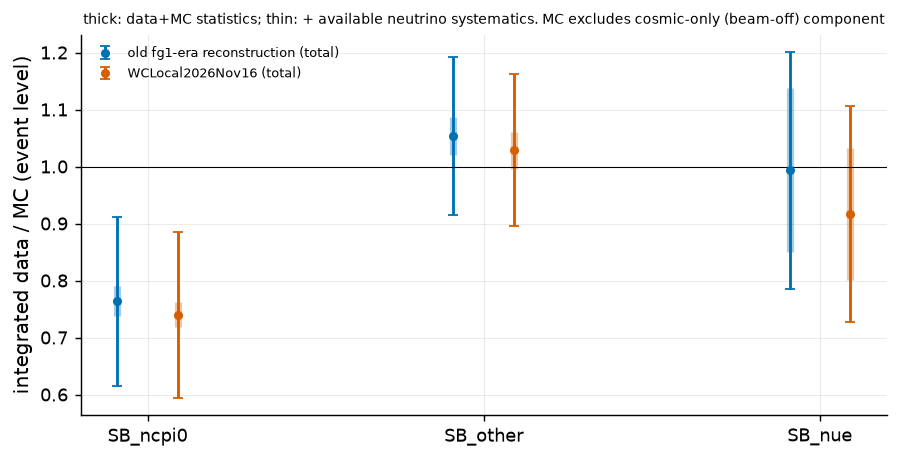 thick: data+MC statistics; thin: + available neutrino systematics. MC excludes cosmic-only (beam-off) component
old fg1-era reconstruction (total)
WCLocal2026Nov16 (total)
integrated data / MC (event level)
1.2
1.1
1.0
0.9
0.8
0.7
0.6
SB_ncpi0
SB_other
SB_nue